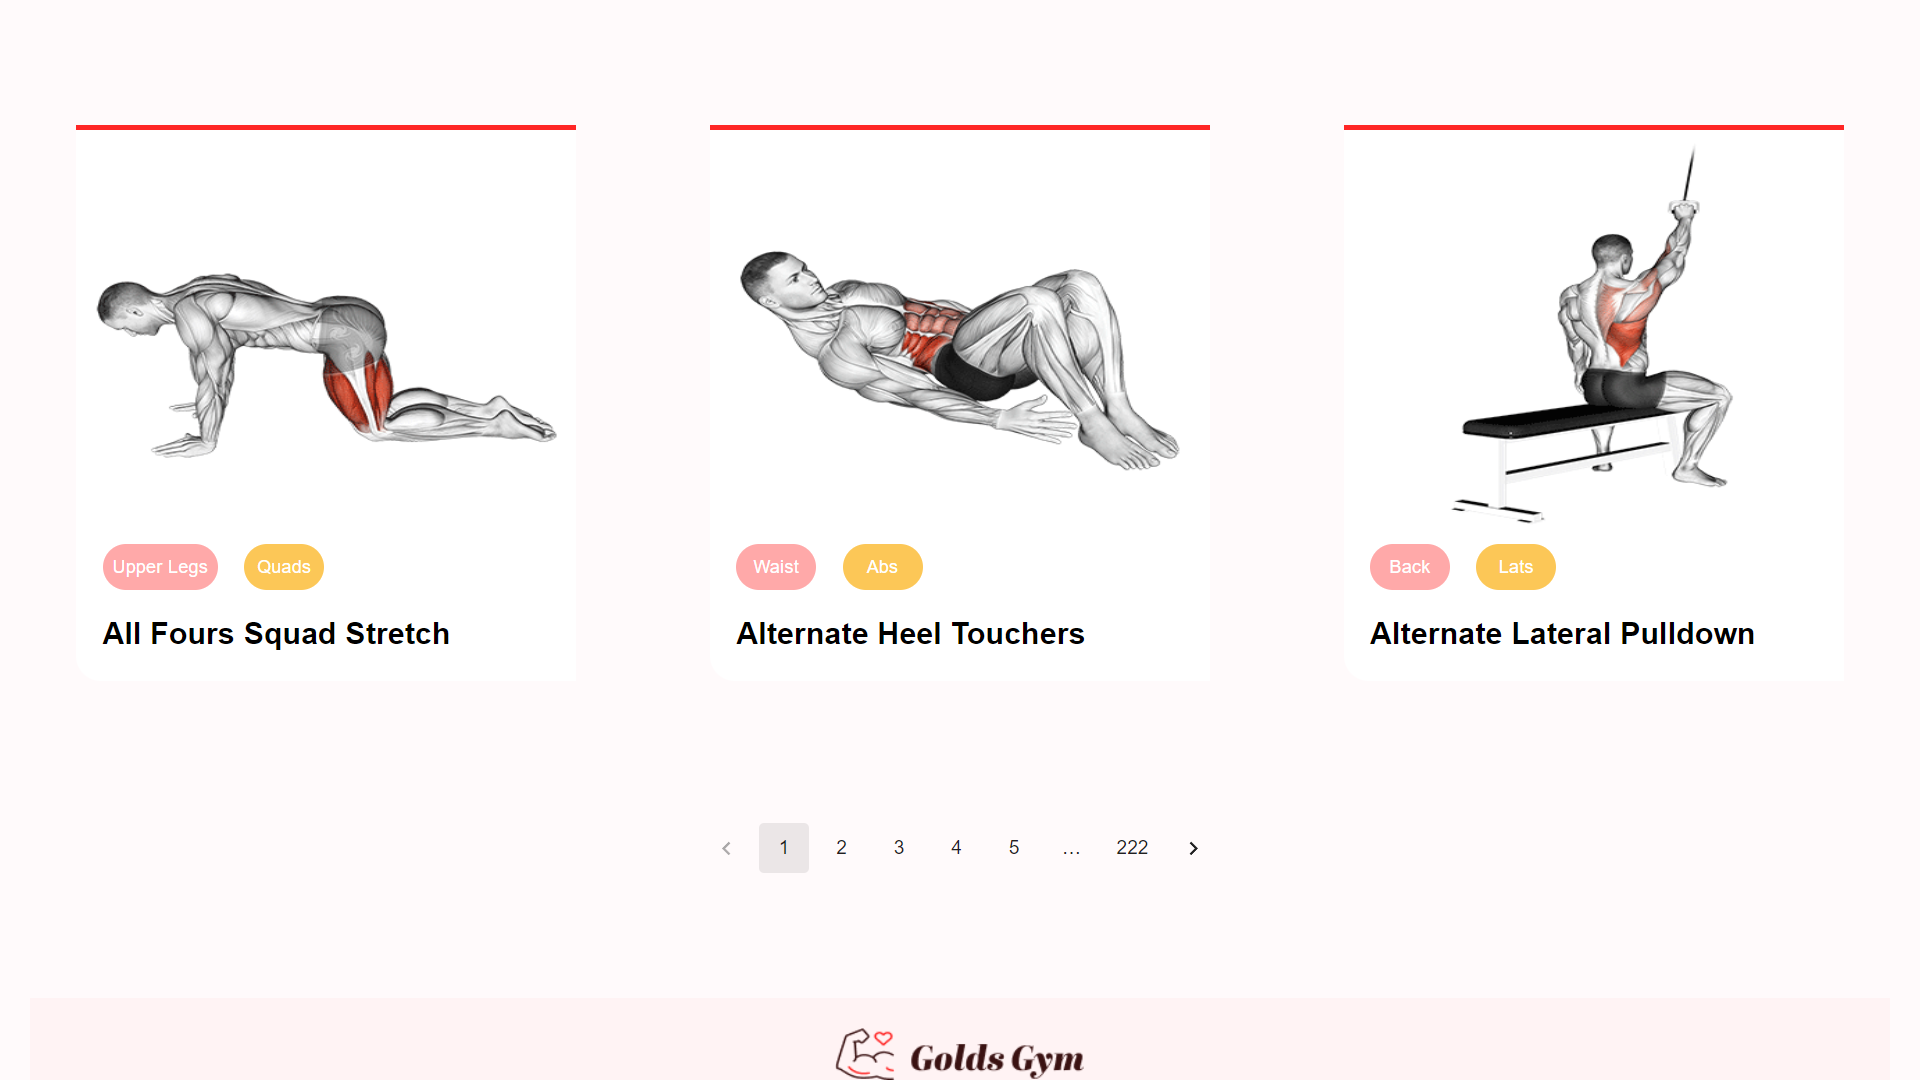 Upper Legs Quads
All Fours Squad Stretch
Waist Abs
Alternate Heel Touchers
Back Lats
Alternate Lateral Pulldown
1 2 3 4 5 … 222
Golds Gym